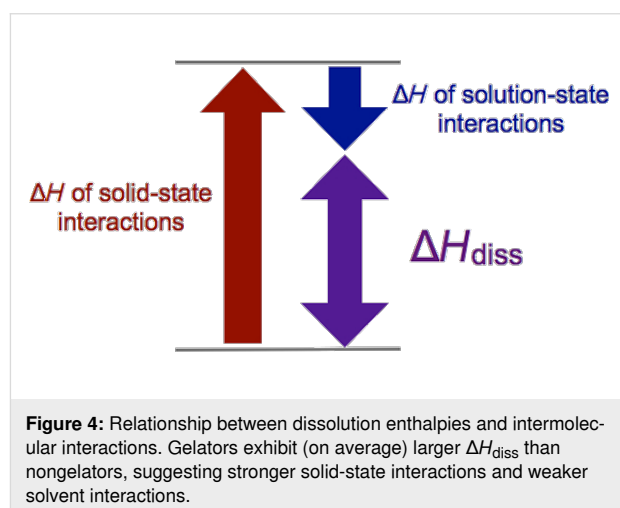 ΔH of solution-state
interactions
ΔH of solid-state
interactions
ΔHdiss
Figure 4: Relationship between dissolution enthalpies and intermolec-
ular interactions. Gelators exhibit (on average) larger ΔHdiss than
nongelators, suggesting stronger solid-state interactions and weaker
solvent interactions.